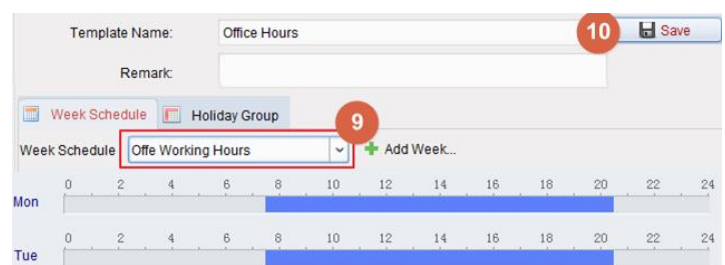 Template Name: Office Hours 10 Save
Remark:
Week Schedule Holiday Group
9
Week Schedule Offe Working Hours Add Week...
0 2 4 6 8 10 12 14 16 18 20 22 24
Mon
0 2 4 6 8 10 12 14 16 18 20 22 24
Tue